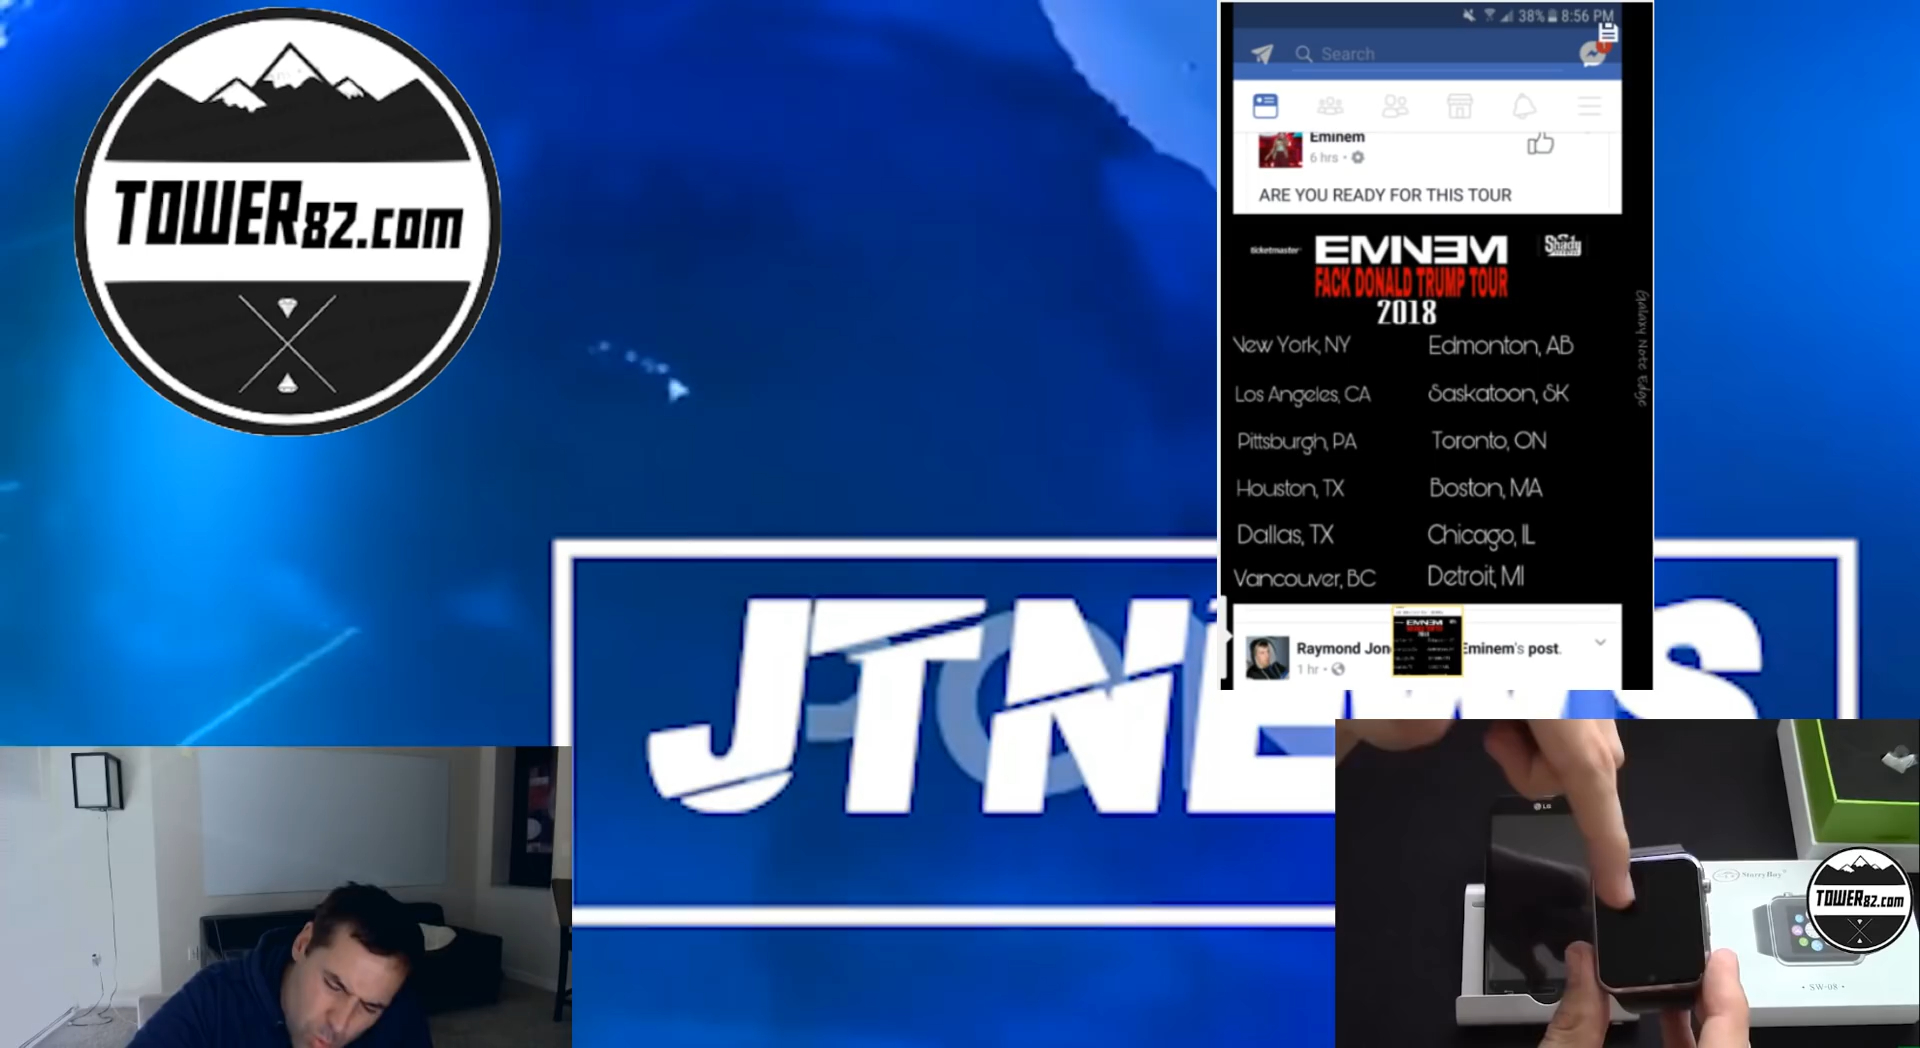 TOWER82.com
38% 8:56 PM
Search
Eminem
6 hrs
ARE YOU READY FOR THIS TOUR
ticketmaster
EMINEM
Shady
FACK DONALD TRUMP TOUR
2018
New York, NY
Edmonton, AB
Los Angeles, CA
Saskatoon, SK
Pittsburgh, PA
Toronto, ON
Houston, TX
Boston, MA
Dallas, TX
Chicago, IL
Vancouver, BC
Detroit, MI
Galaxy Note Edge
Raymond Jon Eminem's post.
1 hr
JTNE S
LG
StarryBay
TOWER82.com
SW-08